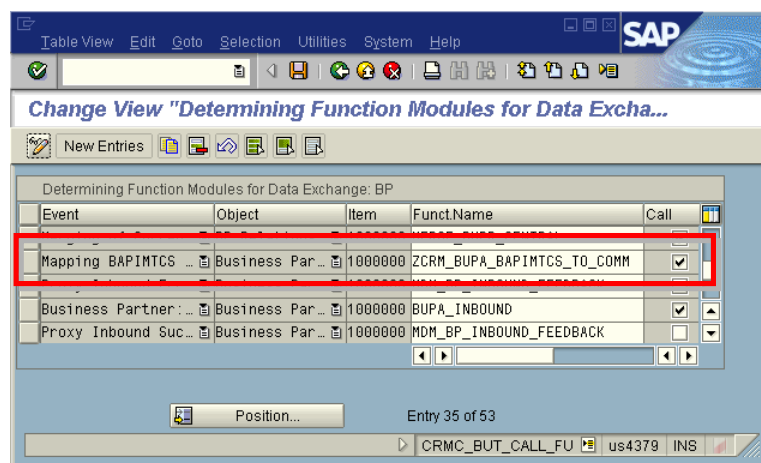 Table View Edit Goto Selection Utilities System Help
SAP
Change View "Determining Function Modules for Data Excha...
New Entries
Determining Function Modules for Data Exchange: BP
Event Object Item Funct.Name Call
Mapping BAPIMTCS … Business Par… 1000000 ZCRM_BUPA_BAPIMTCS_TO_COMM
Business Partner:… Business Par… 1000000 BUPA_INBOUND
Proxy Inbound Suc… Business Par… 1000000 MDM_BP_INBOUND_FEEDBACK
Position... Entry 35 of 53
CRMC_BUT_CALL_FU us4379 INS